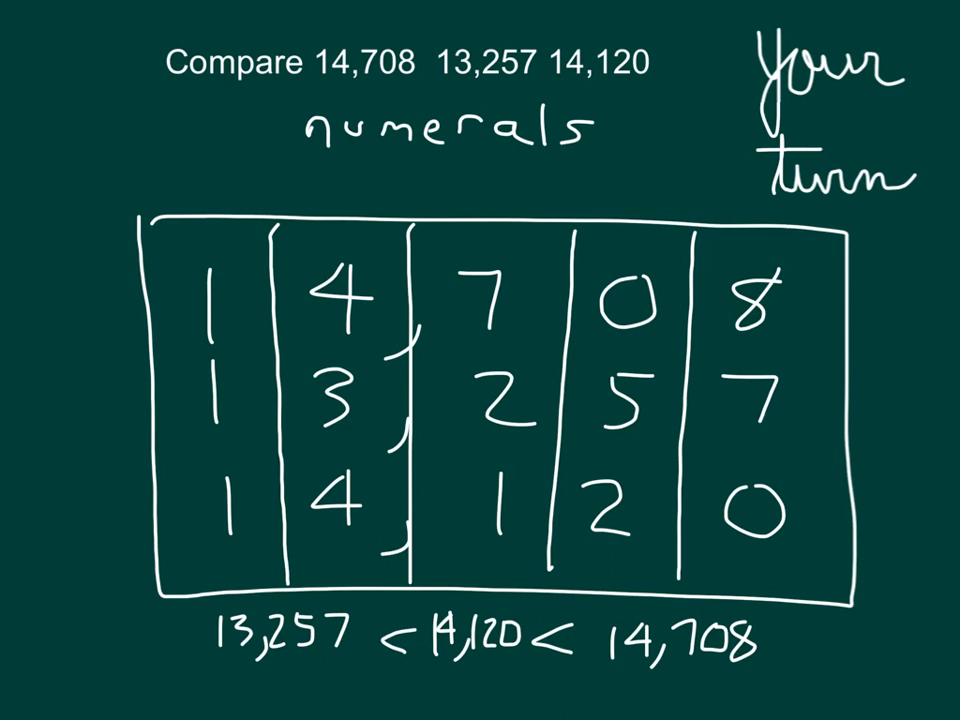 Compare 14,708 13,257 14,120
numerals
your
turn
1 4, 7 0 8
1 3, 2 5 7
1 4, 1 2 0
13,257 < 14,120 < 14,708